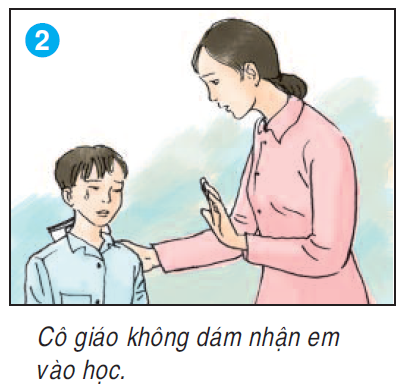 2
Cô giáo không dám nhận em
vào học.